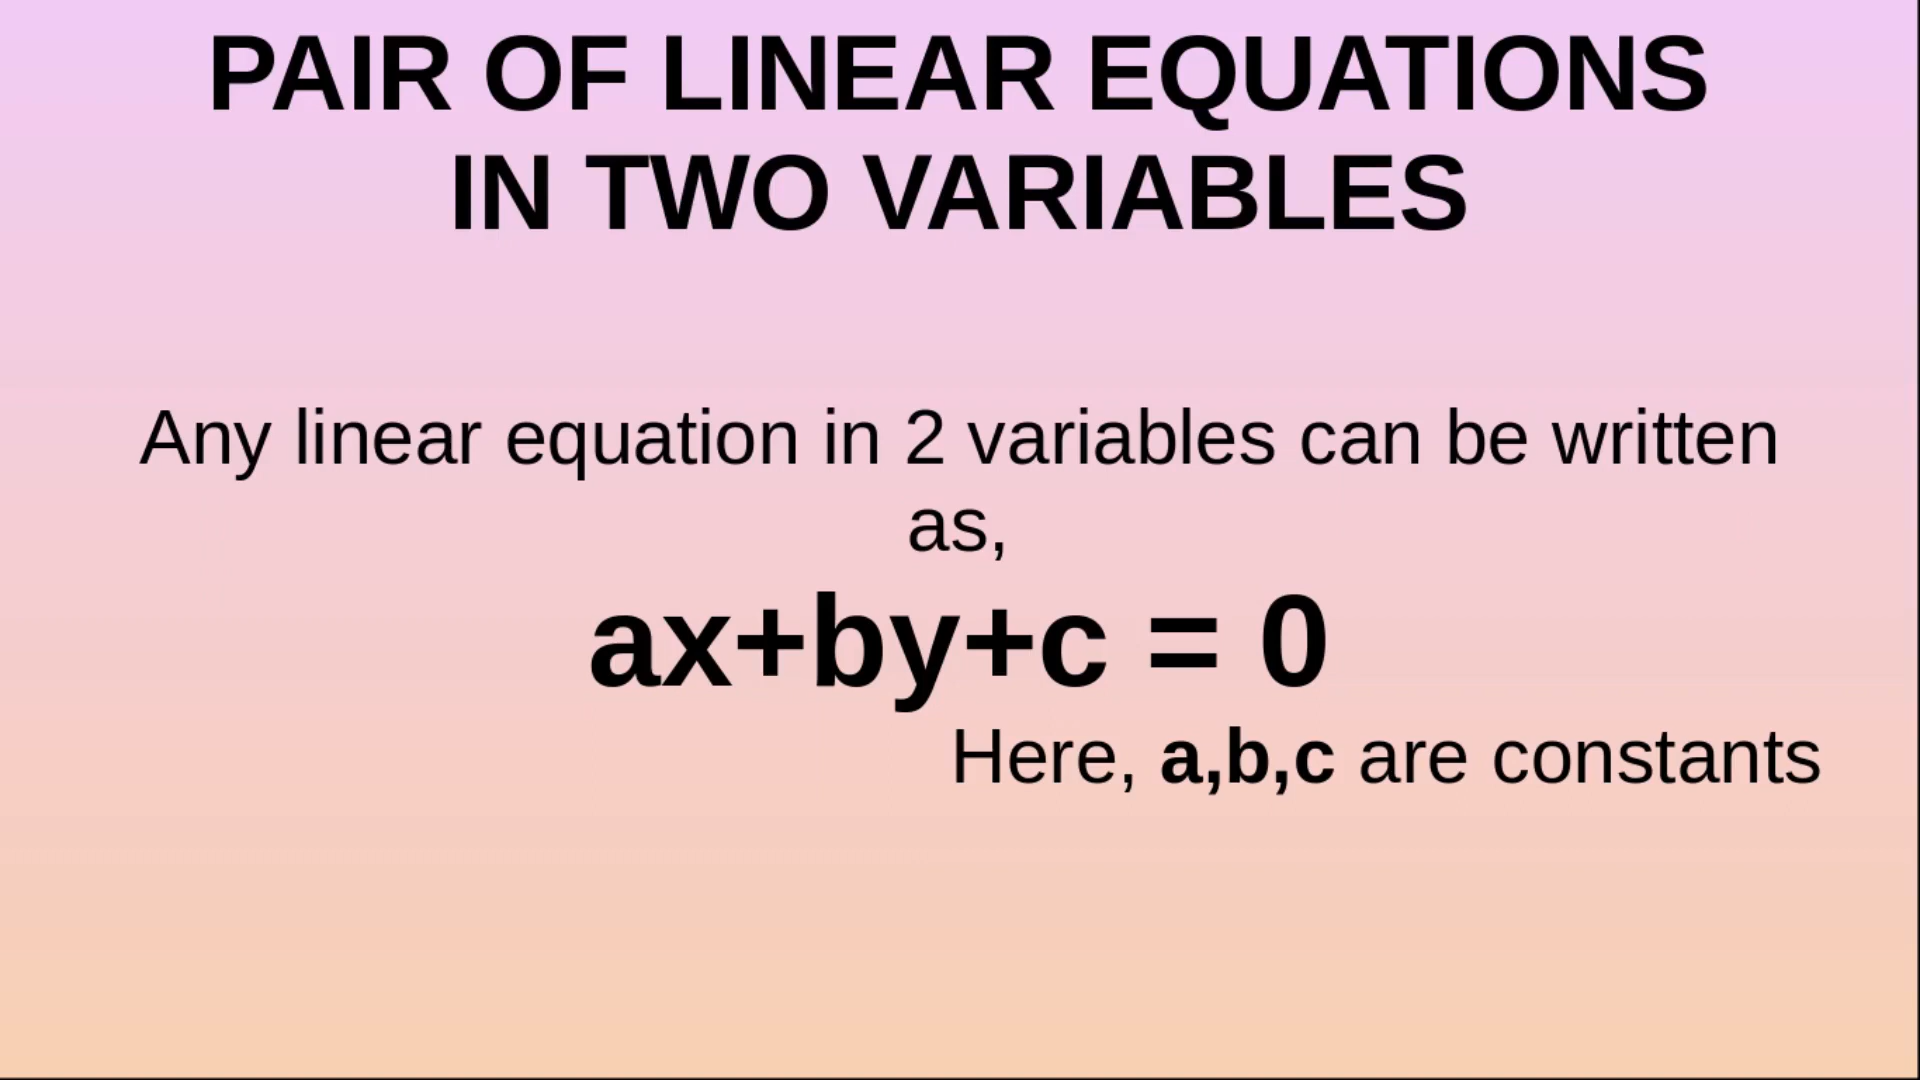 PAIR OF LINEAR EQUATIONS
IN TWO VARIABLES
Any linear equation in 2 variables can be written
as,
ax+by+c = 0
Here, a,b,c are constants